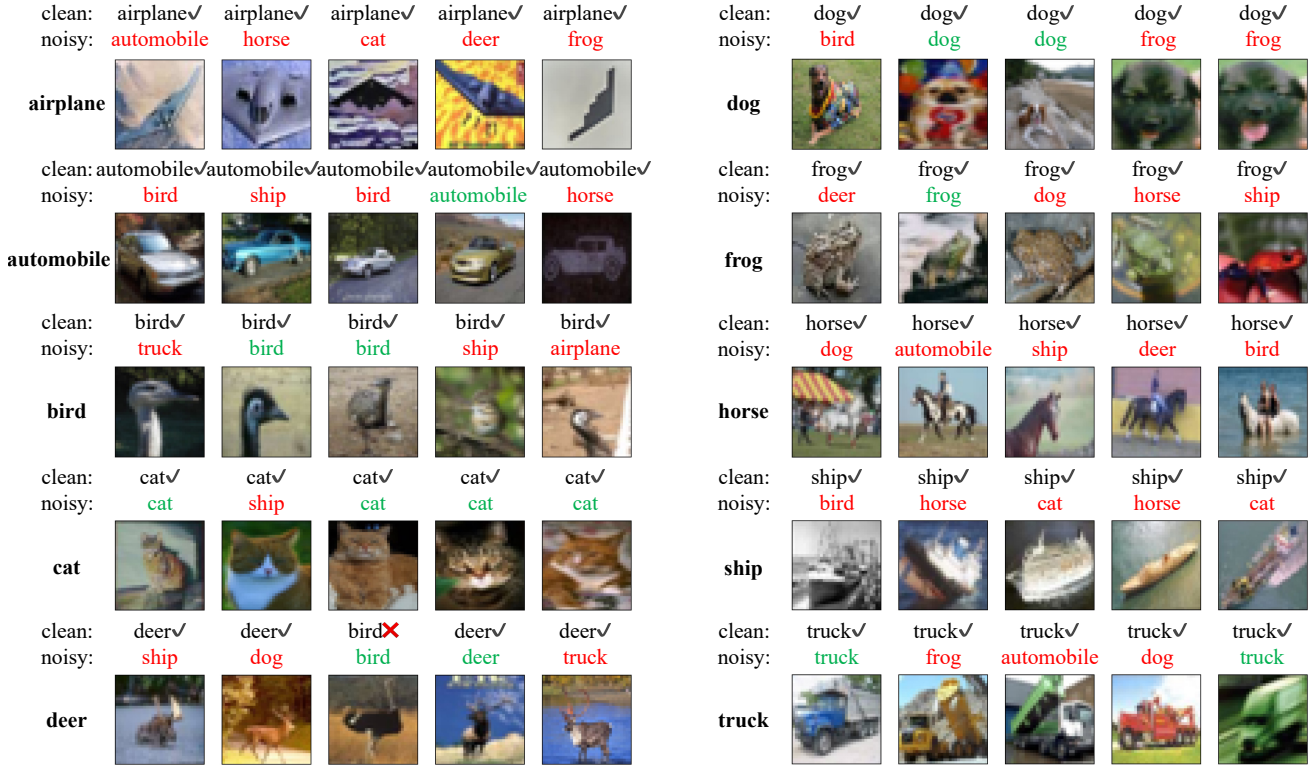 clean: airplane✓ airplane✓ airplane✓ airplane✓ airplane✓
noisy: automobile horse cat deer frog
airplane
clean: automobile✓ automobile✓ automobile✓ automobile✓ automobile✓
noisy: bird ship bird automobile horse
automobile
clean: bird✓ bird✓ bird✓ bird✓ bird✓
noisy: truck bird bird ship airplane
bird
clean: cat✓ cat✓ cat✓ cat✓ cat✓
noisy: cat ship cat cat cat
cat
clean: deer✓ deer✓ bird❌ deer✓ deer✓
noisy: ship dog bird deer truck
deer
clean: dog✓ dog✓ dog✓ dog✓ dog✓
noisy: bird dog dog frog frog
dog
clean: frog✓ frog✓ frog✓ frog✓ frog✓
noisy: deer frog dog horse ship
frog
clean: horse✓ horse✓ horse✓ horse✓ horse✓
noisy: dog automobile ship deer bird
horse
clean: ship✓ ship✓ ship✓ ship✓ ship✓
noisy: bird horse cat horse cat
ship
clean: truck✓ truck✓ truck✓ truck✓ truck✓
noisy: truck frog automobile dog truck
truck